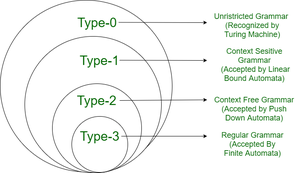 Type-0
Unristricted Grammar
(Recognized by
Turing Machine)
Type-1
Context Sesitive
Grammar
(Accepted by Linear
Bound Automata)
Type-2
Context Free Grammar
(Accepted by Push
Down Automata)
Type-3
Regular Grammar
(Accepted By
Finite Automata)